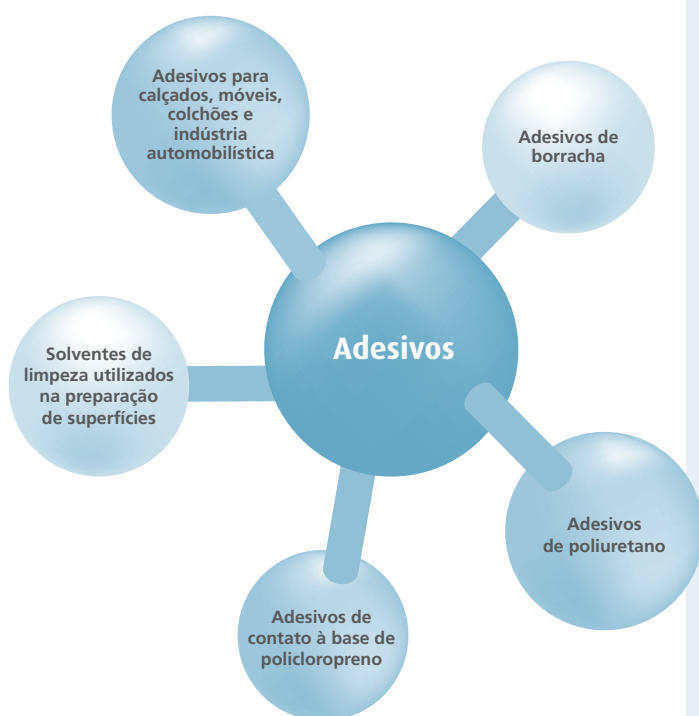 Adesivos para
calçados, móveis,
colchões e
indústria
automobilística
Adesivos de
borracha
Adesivos
Solventes de
limpeza utilizados
na preparação
de superfícies
Adesivos
de poliuretano
Adesivos de
contato à base de
policloropreno